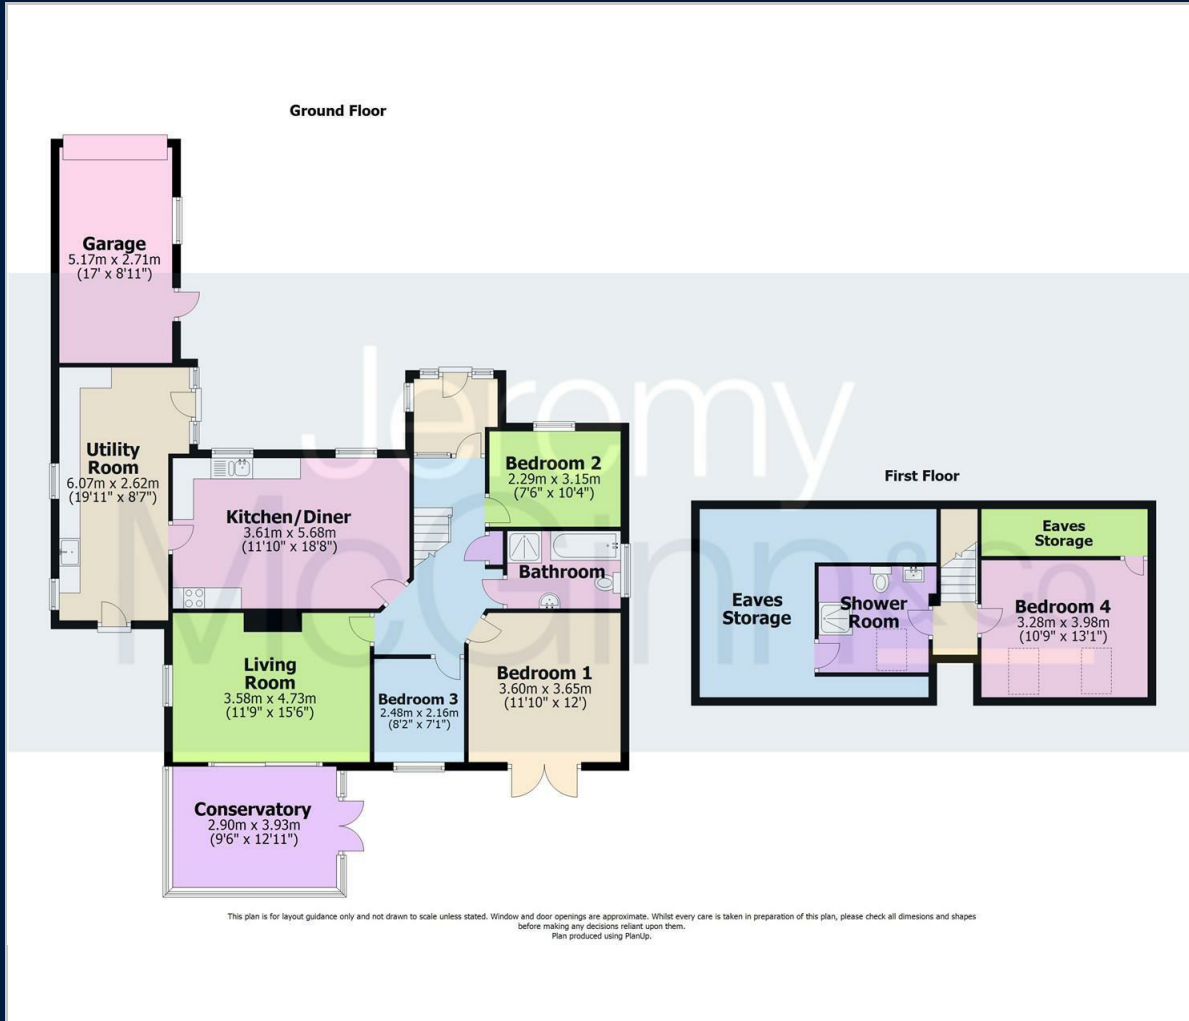 Ground Floor
Garage
5.17m x 2.71m
(17' x 8'11")
Jeremy
McGinn & Co
Utility
Room
6.07m x 2.62m
(19'11" x 8'7")
Kitchen/Diner
3.61m x 5.68m
(11'10" x 18'8")
Bedroom 2
2.29m x 3.15m
(7'6" x 10'4")
Bathroom
Living
Room
3.58m x 4.73m
(11'9" x 15'6")
Bedroom 3
2.48m x 2.16m
(8'2" x 7'1")
Bedroom 1
3.60m x 3.65m
(11'10" x 12')
Conservatory
2.90m x 3.93m
(9'6" x 12'11")
First Floor
Eaves
Storage
Eaves
Storage
Shower
Room
Bedroom 4
3.28m x 3.98m
(10'9" x 13'1")
This plan is for layout guidance only and not drawn to scale unless stated. Window and door openings are approximate. Whilst every care is taken in preparation of this plan, please check all dimesions and shapes
before making any decisions reliant upon them.
Plan produced using PlanUp.